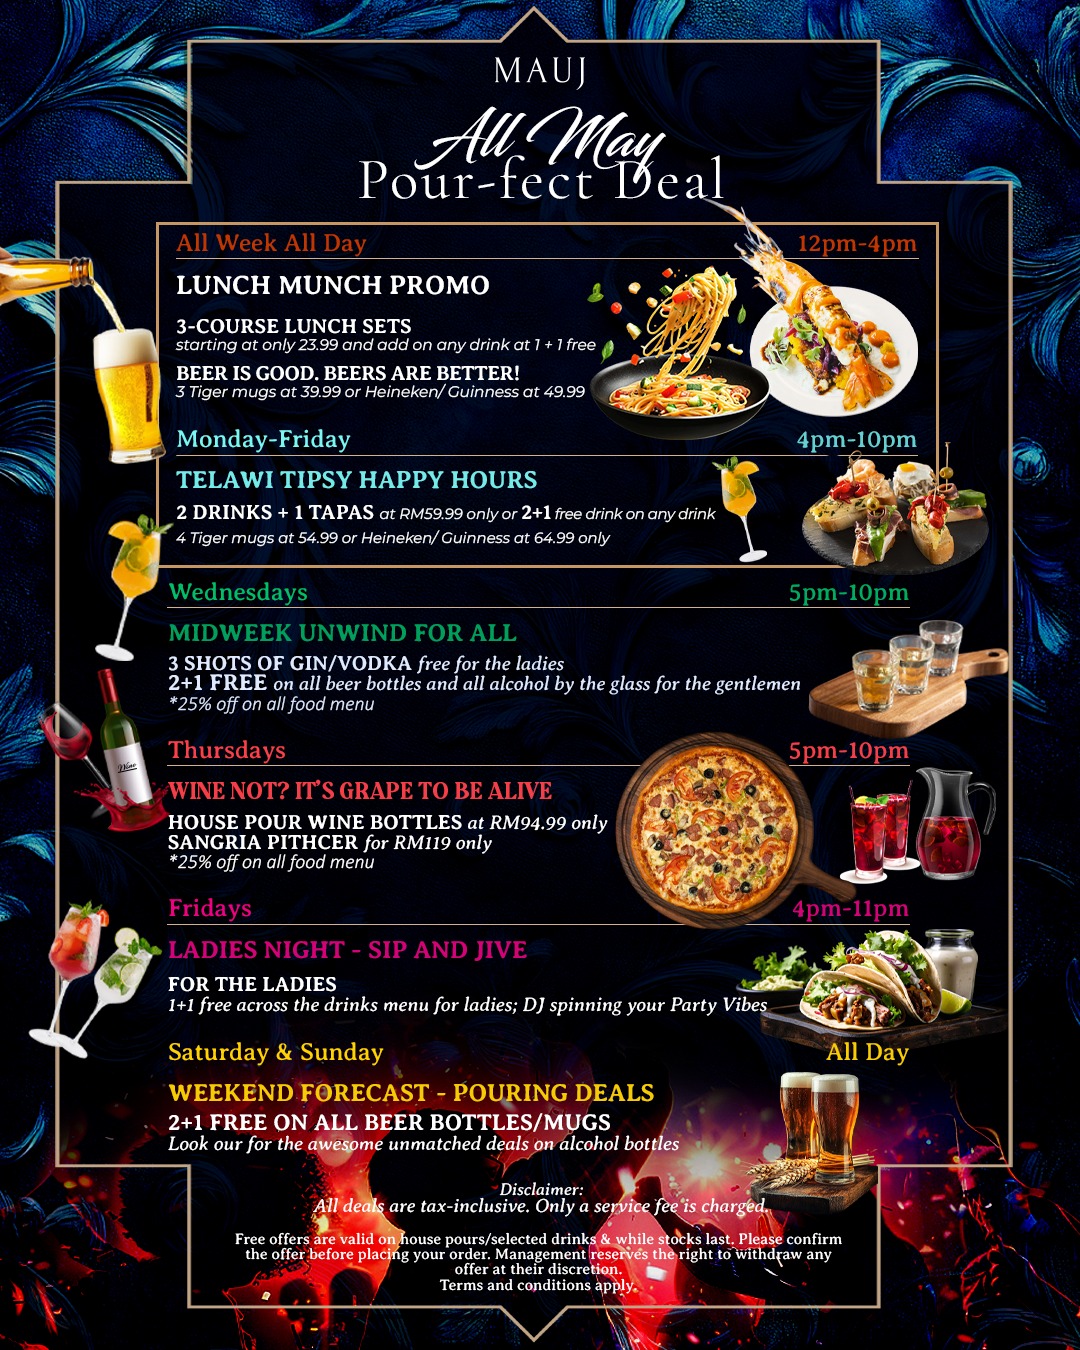 MAUJ
All May
Pour-fect Deal
All Week All Day 12pm-4pm
LUNCH MUNCH PROMO
3-COURSE LUNCH SETS
starting at only 23.99 and add on any drink at 1 + 1 free
BEER IS GOOD. BEERS ARE BETTER!
3 Tiger mugs at 39.99 or Heineken/ Guinness at 49.99
Monday-Friday 4pm-10pm
TELAWI TIPSY HAPPY HOURS
2 DRINKS + 1 TAPAS at RM59.99 only or 2+1 free drink on any drink
4 Tiger mugs at 54.99 or Heineken/ Guinness at 64.99 only
Wednesdays 5pm-10pm
MIDWEEK UNWIND FOR ALL
3 SHOTS OF GIN/VODKA free for the ladies
2+1 FREE on all beer bottles and all alcohol by the glass for the gentlemen
*25% off on all food menu
Wine
Thursdays 5pm-10pm
WINE NOT? IT'S GRAPE TO BE ALIVE
HOUSE POUR WINE BOTTLES at RM94.99 only
SANGRIA PITHCER for RM119 only
*25% off on all food menu
Fridays 4pm-11pm
LADIES NIGHT - SIP AND JIVE
FOR THE LADIES
1+1 free across the drinks menu for ladies; DJ spinning your Party Vibes
Saturday & Sunday All Day
WEEKEND FORECAST - POURING DEALS
2+1 FREE ON ALL BEER BOTTLES/MUGS
Look our for the awesome unmatched deals on alcohol bottles
Disclaimer:
All deals are tax-inclusive. Only a service fee is charged.
Free offers are valid on house pours/selected drinks & while stocks last. Please confirm
the offer before placing your order. Management reserves the right to withdraw any
offer at their discretion.
Terms and conditions apply.